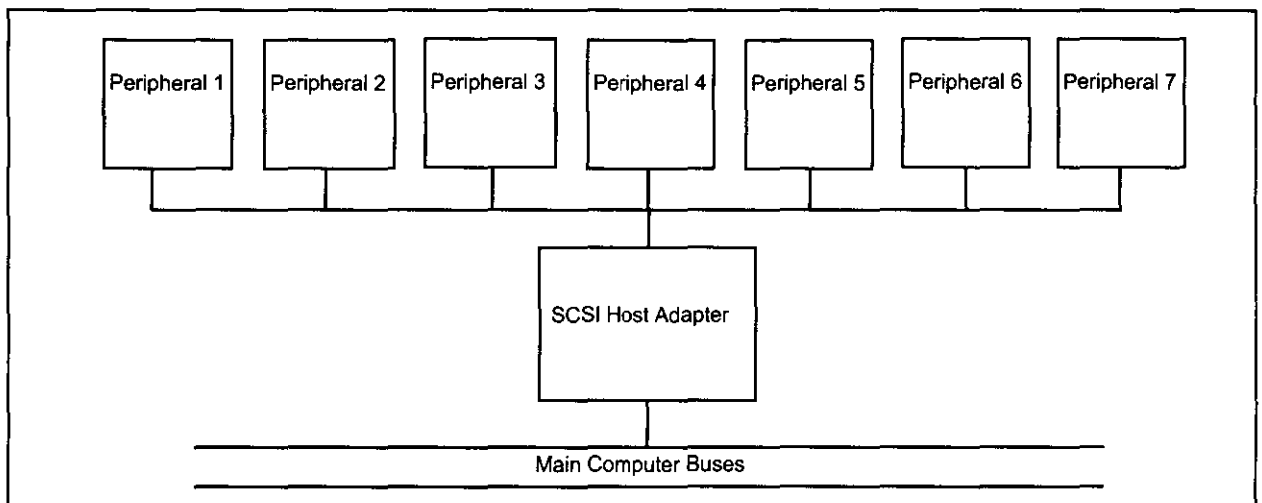 Peripheral 1
Peripheral 2
Peripheral 3
Peripheral 4
Peripheral 5
Peripheral 6
Peripheral 7
SCSI Host Adapter
Main Computer Buses